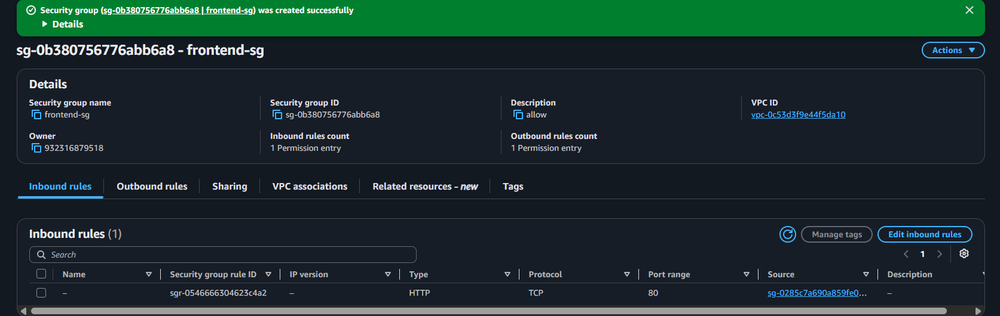 Security group (sg-0b380756776abb6a8 | frontend-sg) was created successfully
Details
sg-0b380756776abb6a8 - frontend-sg
Actions
Details
Security group name
frontend-sg
Security group ID
sg-0b380756776abb6a8
Description
allow
VPC ID
vpc-0c53d3f9e44f5da10
Owner
932316879518
Inbound rules count
1 Permission entry
Outbound rules count
1 Permission entry
Inbound rules
Outbound rules
Sharing
VPC associations
Related resources - new
Tags
Inbound rules (1)
Manage tags
Edit inbound rules
Search
1
Name
Security group rule ID
IP version
Type
Protocol
Port range
Source
Description
–
sgr-0546666304623c4a2
–
HTTP
TCP
80
sg-0285c7a690a859fe0...
–